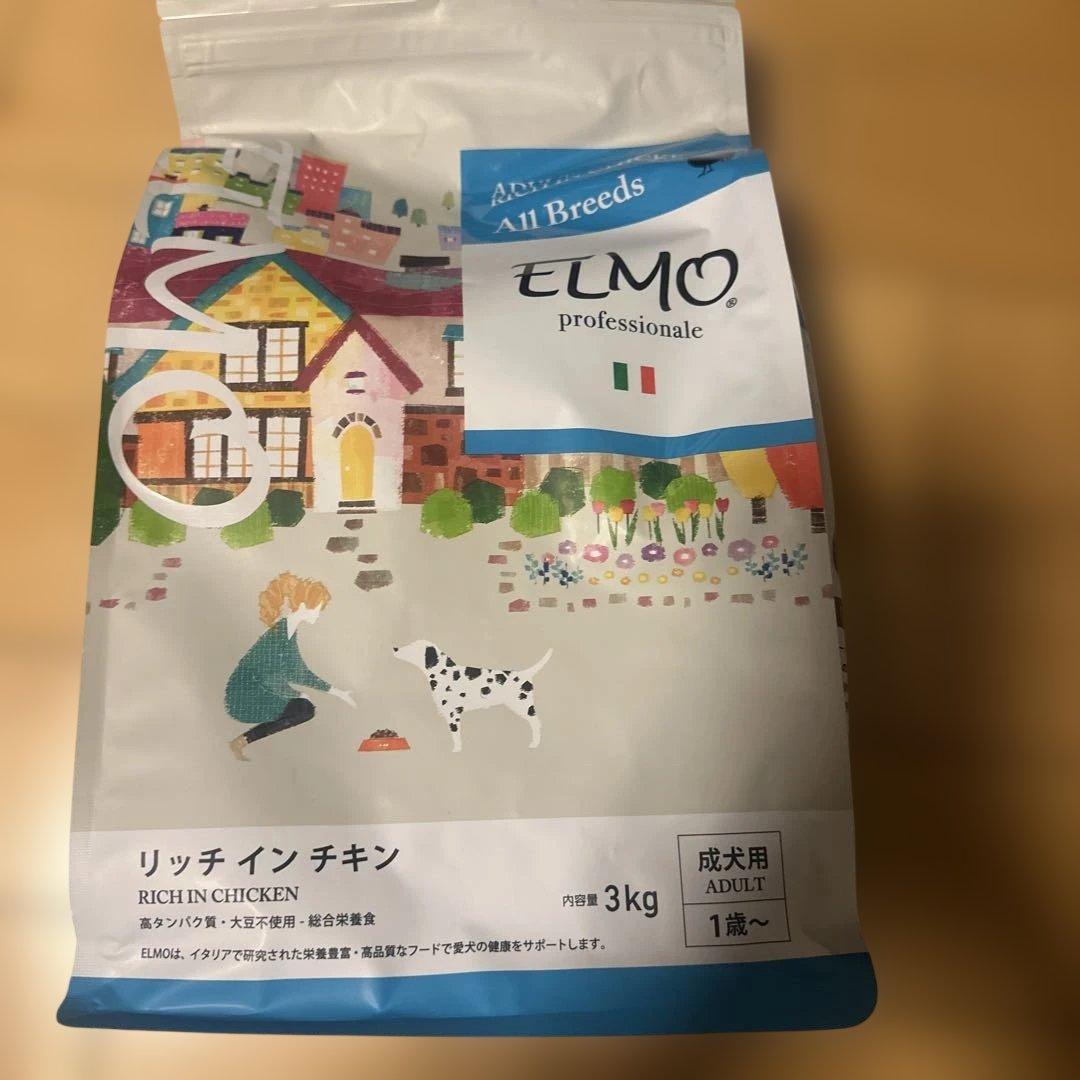 All Breeds
ELMO®
professionale
ELMO
リッチ イン チキン
RICH IN CHICKEN
高タンパク質・大豆不使用 - 総合栄養食
ELMOは、イタリアで研究された栄養豊富・高品質なフードで愛犬の健康をサポートします。
内容量 3kg
成犬用
ADULT
1歳～